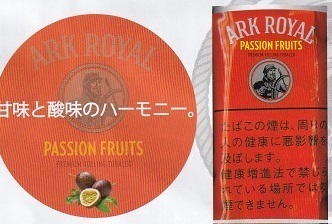 ARK ROYAL
甘味と酸味のハーモニー。
PASSION FRUITS
PREMIUM ROLLING TOBACCO
ARK ROYAL
PASSION FRUITS
PREMIUM ROLLING TOBACCO
たばこの煙は、周りの
人の健康に悪影響を
及ぼします。
健康増進法で禁じら
れている場所では喫
煙できません。